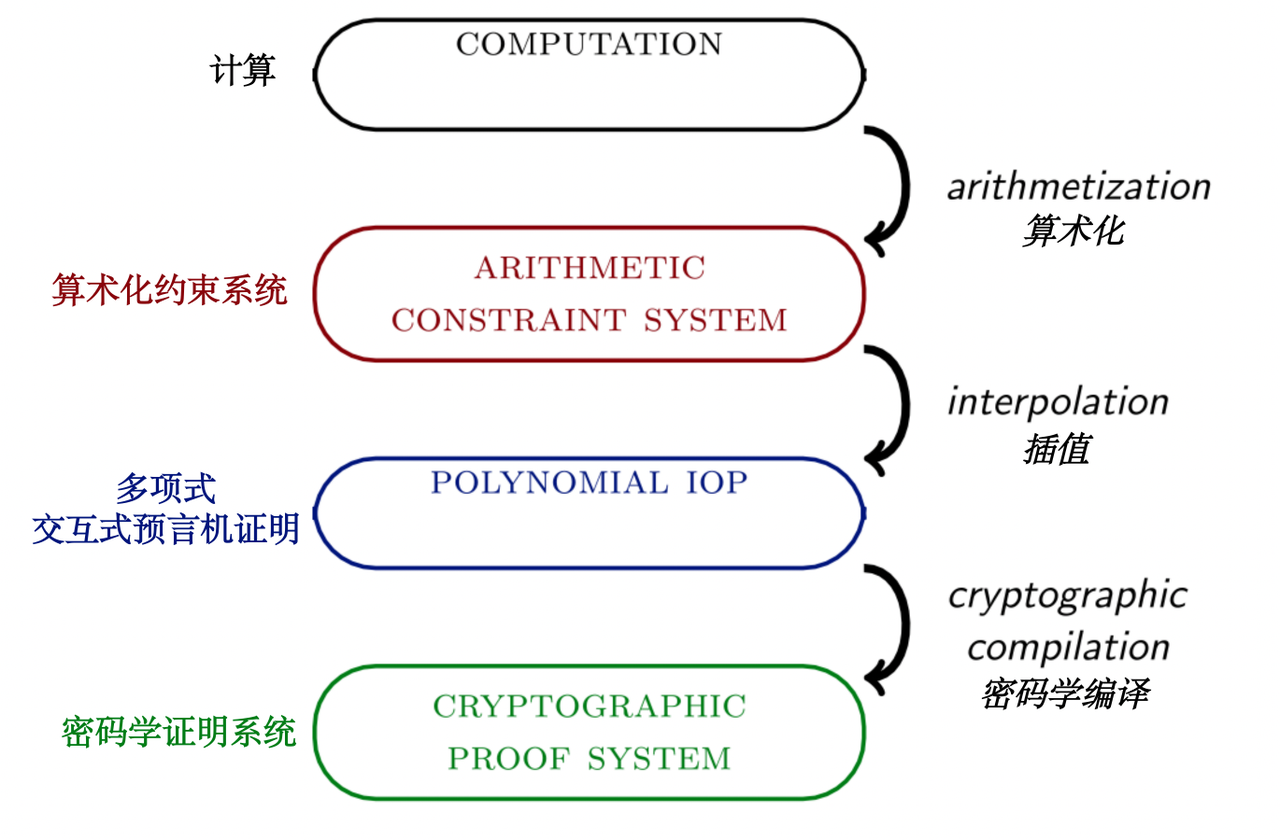 计算
COMPUTATION
arithmetization
算术化
算术化约束系统
ARITHMETIC
CONSTRAINT SYSTEM
interpolation
插值
多项式
交互式预言机证明
POLYNOMIAL IOP
cryptographic
compilation
密码学编译
密码学证明系统
CRYPTOGRAPHIC
PROOF SYSTEM